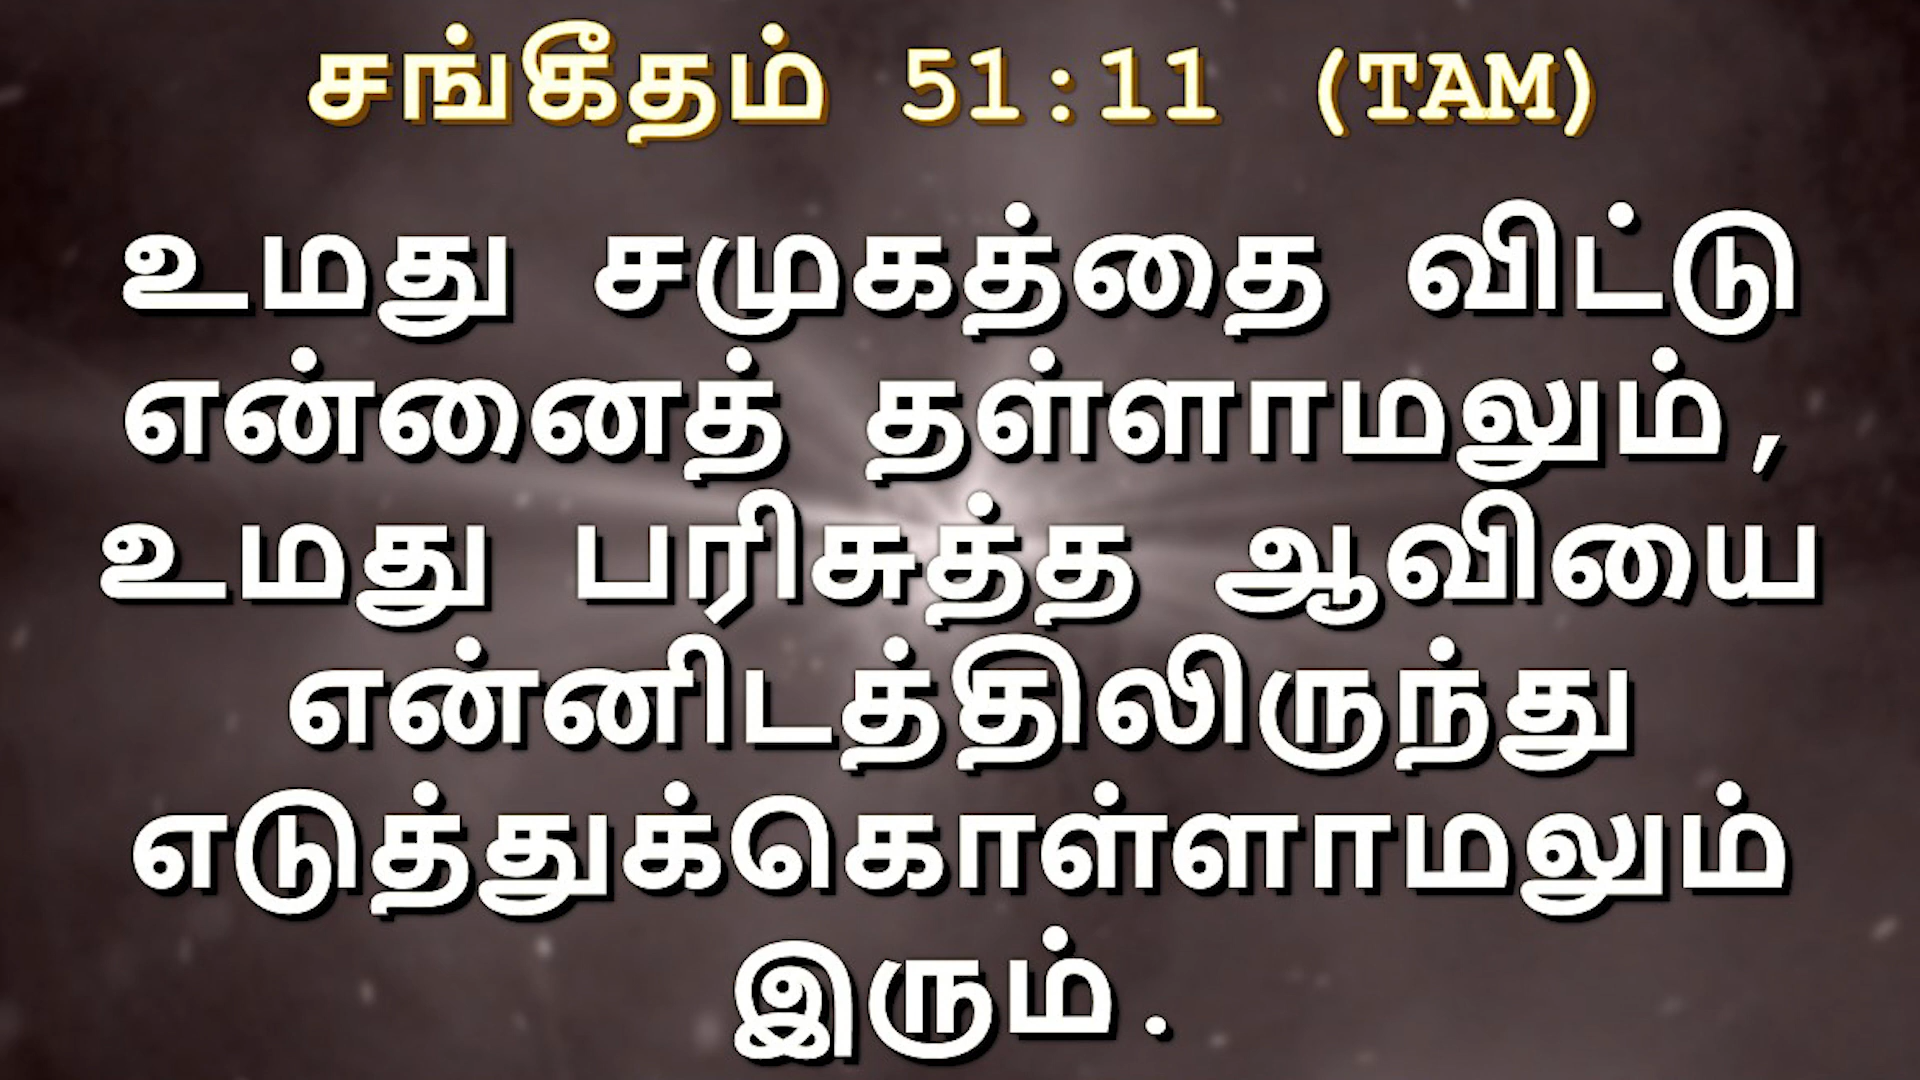 சங்கீதம் 51:11 (TAM)
உமது சமுகத்தை விட்டு
என்னைத் தள்ளாமலும்,
உமது பரிசுத்த ஆவியை
என்னிடத்திலிருந்து
எடுத்துக்கொள்ளாமலும்
இரும்.